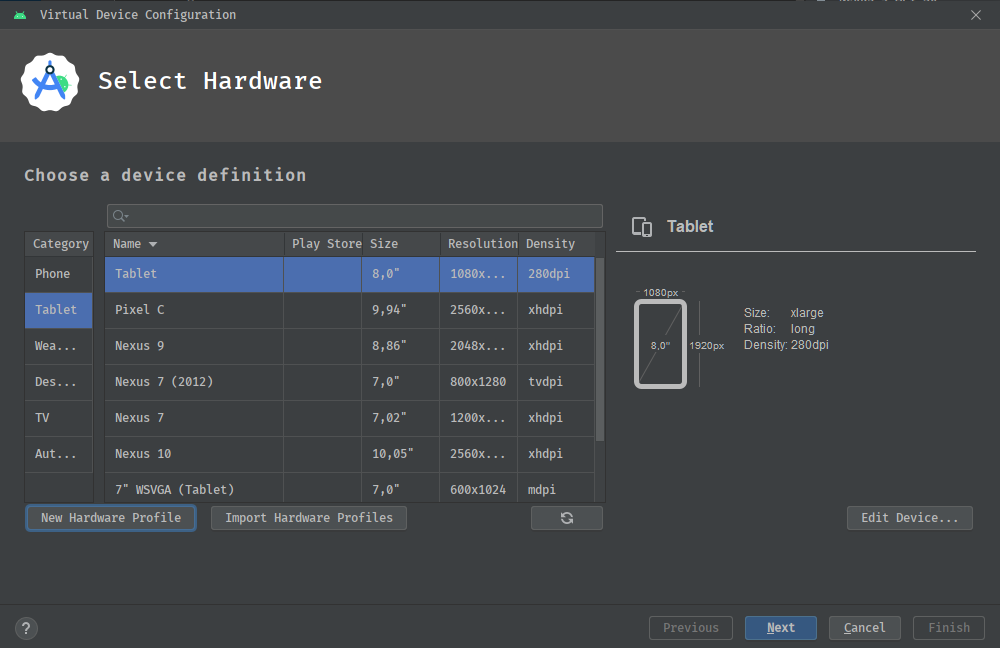 Virtual Device Configuration
Select Hardware
Choose a device definition
Category Name Play Store Size Resolution Density
Phone
Tablet
Wea...
Des...
TV
Aut...
Tablet 8,0" 1080x... 280dpi
Pixel C 9,94" 2560x... xhdpi
Nexus 9 8,86" 2048x... xhdpi
Nexus 7 (2012) 7,0" 800x1280 tvdpi
Nexus 7 7,02" 1200x... xhdpi
Nexus 10 10,05" 2560x... xhdpi
7" WSVGA (Tablet) 7,0" 600x1024 mdpi
Tablet
1080px
8,0"
1920px
Size: xlarge
Ratio: long
Density: 280dpi
New Hardware Profile Import Hardware Profiles Edit Device...
? Previous Next Cancel Finish